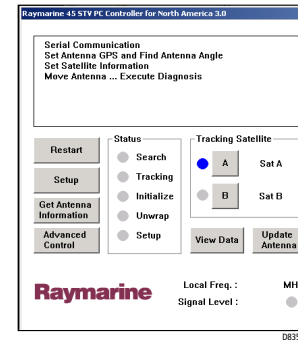 Raymarine 45 STV PC Controller for North America 3.0
Serial Communication
Set Antenna GPS and Find Antenna Angle
Set Satellite Information
Move Antenna ... Execute Diagnosis
Restart
Setup
Get Antenna
Information
Advanced
Control
Status
Search
Tracking
Initialize
Unwrap
Setup
Tracking Satellite
A Sat A
B Sat B
View Data
Update
Antenna
Raymarine
Local Freq. : MH
Signal Level :
D835